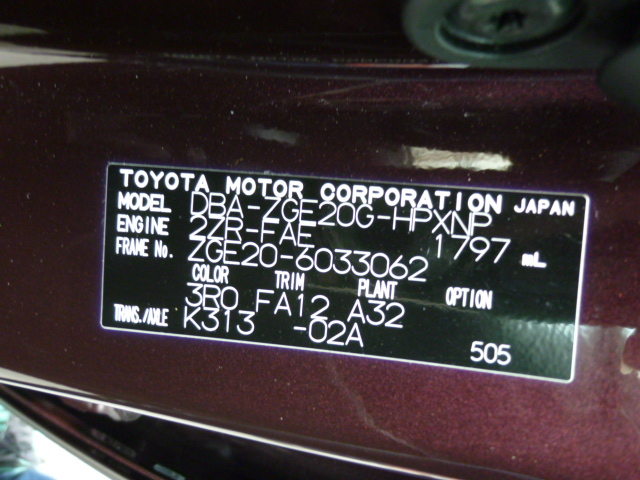 TOYOTA MOTOR CORPORATION JAPAN
MODEL DBA-ZGE20G-HPXNP
ENGINE 2ZR-FAE 1797 mL
FRAME No. ZGE20-6033062
COLOR TRIM PLANT OPTION
3R0 FA12 A32
TRANS./AXLE K313 -02A
505